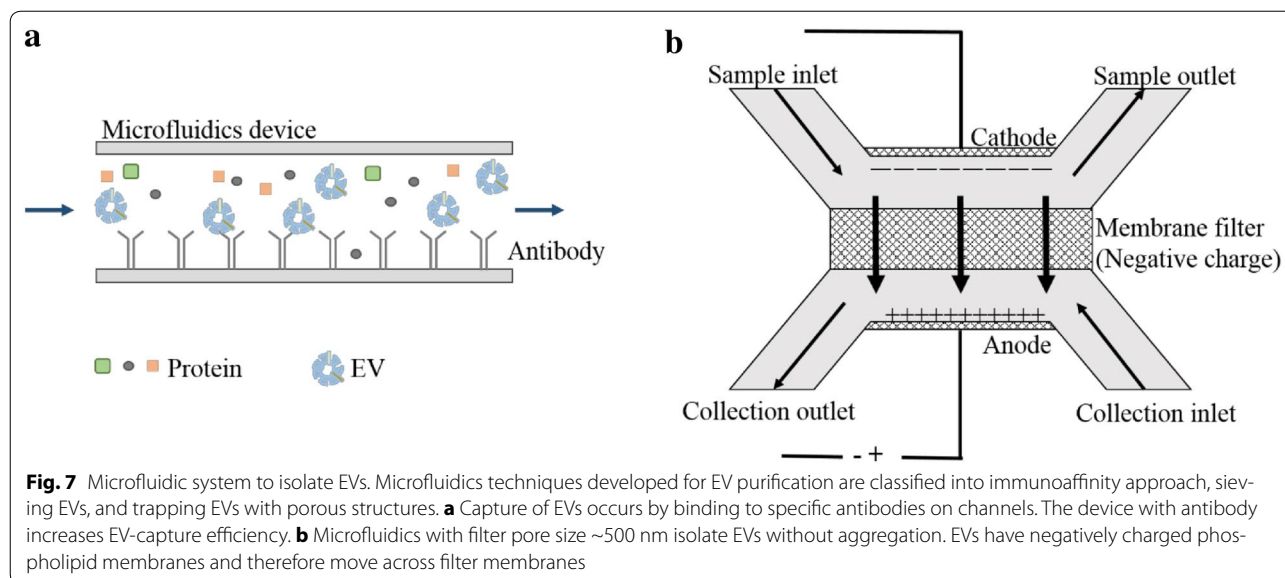 a
Microfluidics device
Antibody
Protein
EV
b
Sample inlet
Sample outlet
Cathode
Membrane filter
(Negative charge)
Anode
Collection outlet
Collection inlet
- +
Fig. 7 Microfluidic system to isolate EVs. Microfluidics techniques developed for EV purification are classified into immunoaffinity approach, siev-
ing EVs, and trapping EVs with porous structures. a Capture of EVs occurs by binding to specific antibodies on channels. The device with antibody
increases EV-capture efficiency. b Microfluidics with filter pore size ~500 nm isolate EVs without aggregation. EVs have negatively charged phos-
pholipid membranes and therefore move across filter membranes